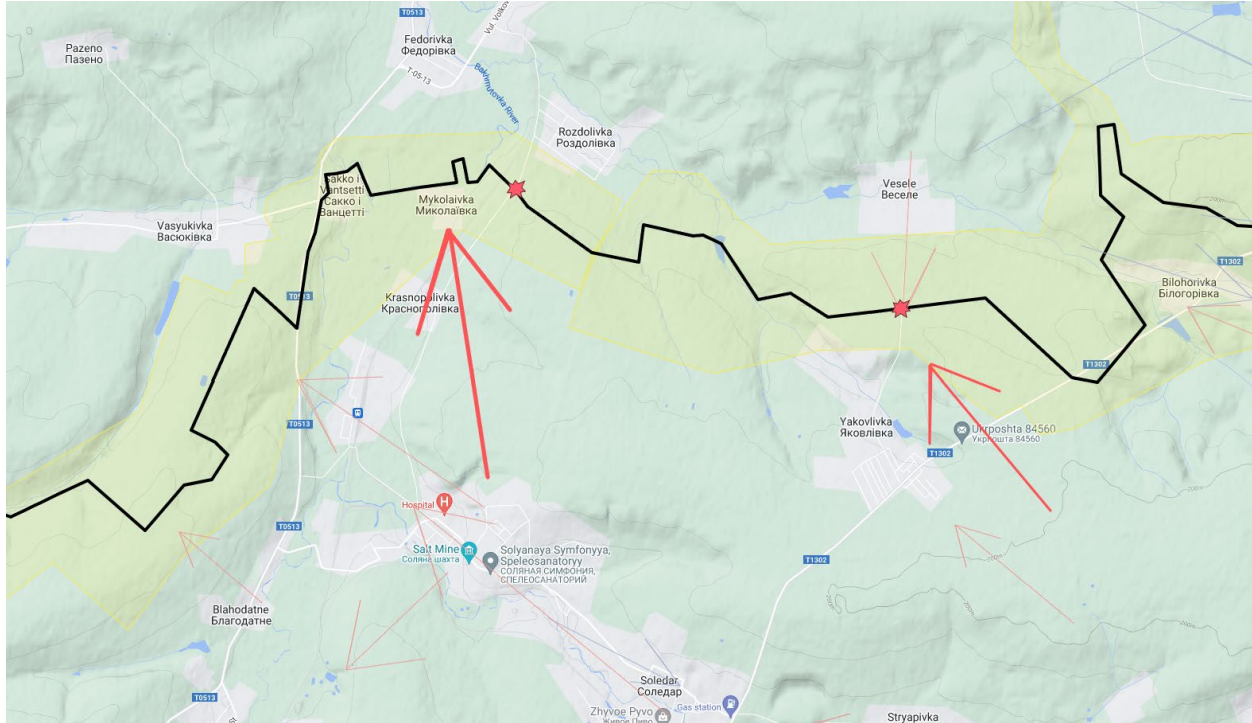 T0513
Vul. Volkov
Pazeno
Пазено
Fedorivka
Федорівка
T-05-13
Bakhmutovka River
Rozdolivka
Роздолівка
Sakko i
Vantsetti
Сакко і
Ванцетті
Mykolaivka
Миколаївка
Vesele
Веселе
Vasyukivka
Васюківка
T1302
Bilohorivka
Білогорівка
T0513
Krasnopolivka
Краснополівка
T1302
T0513
Yakovlivka
Яковлівка
Ukrposhta 84560
Укрпошта 84560
T1302
Hospital
H
T0513
Salt Mine
Соляна шахта
Solyanaya Symfonyya,
Speleosanatoryy
СОЛЯНАЯ СИМФОНИЯ,
СПЕЛЕОСАНАТОРИЙ
T1302
200m
200m
200m
Blahodatne
Благодатне
Soledar
Соледар
T0513
Zhyvoe Pyvo
Живое Пиво
Gas station
Stryapivka